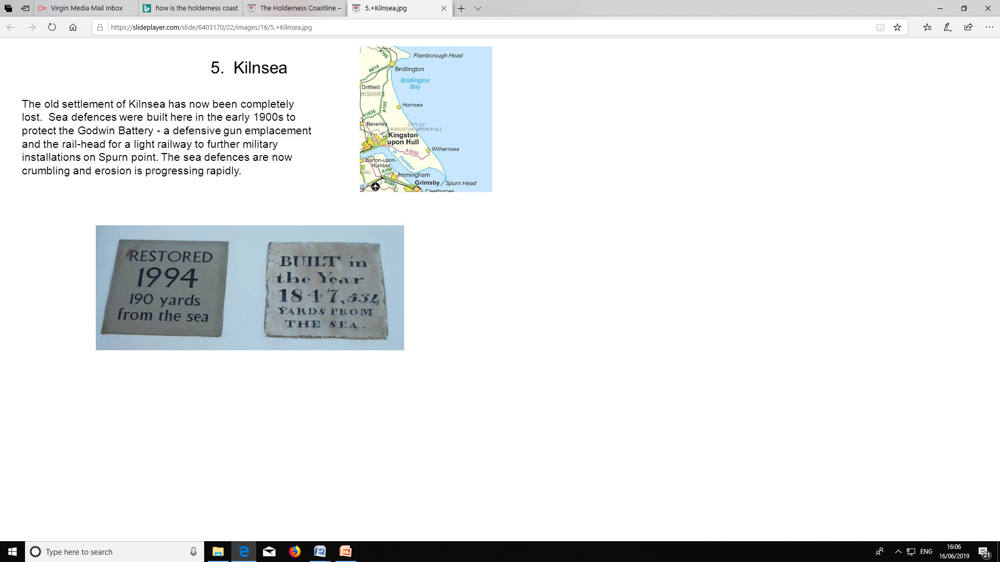 Virgin Media Mail Inbox
how is the holderness coast
The Holderness Coastline –
5.+Kilnsea.jpg
https://slideplayer.com/slide/6403170/22/images/16/5.+Kilnsea.jpg
5. Kilnsea
The old settlement of Kilnsea has now been completely
lost. Sea defences were built here in the early 1900s to
protect the Godwin Battery - a defensive gun emplacement
and the rail-head for a light railway to further military
installations on Spurn point. The sea defences are now
crumbling and erosion is progressing rapidly.
A165
Flamborough Head
A614
Bridlington
Bridlington
Bay
Driffield
RKSHIRE
A165
Hornsea
A1035
Beverley
CITY OF
KINGSTON UPON HULL
Kingston
upon Hull
A1033
Withernsea
R Humber
Barton-upon-
Humber
A160
Immingham
A180
Grimsby
Spurn Head
Cleethorpes
RESTORED
1994
190 yards
from the sea
BUILT in
the Year
1847, 534
YARDS FROM
THE SEA.
Type here to search
ENG
16:06
16/06/2019
21